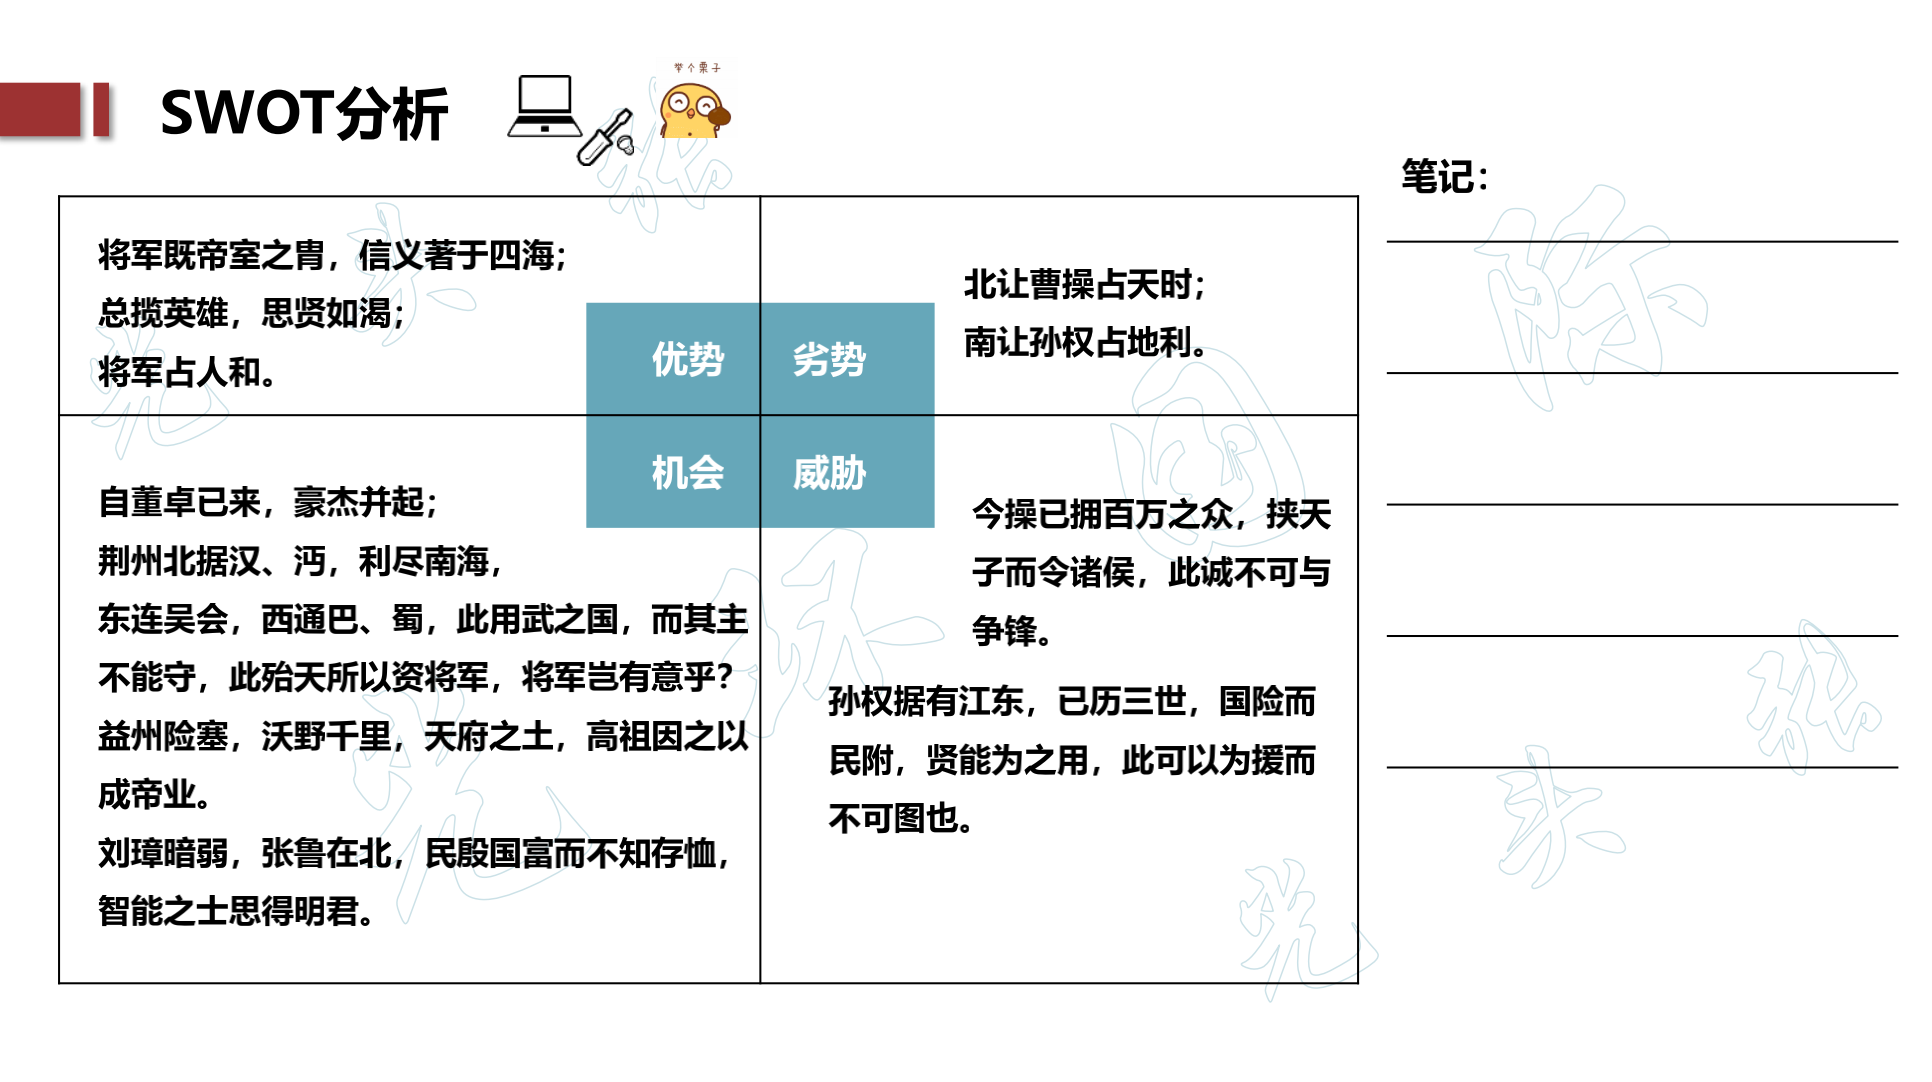 SWOT分析
举个栗子
笔记：
将军既帝室之胄，信义著于四海；
总揽英雄，思贤如渴；
将军占人和。
优势
劣势
北让曹操占天时；
南让孙权占地利。
机会
威胁
自董卓已来，豪杰并起；
荆州北据汉、沔，利尽南海，
东连吴会，西通巴、蜀，此用武之国，而其主
不能守，此殆天所以资将军，将军岂有意乎？
益州险塞，沃野千里，天府之土，高祖因之以
成帝业。
刘璋暗弱，张鲁在北，民殷国富而不知存恤，
智能之士思得明君。
今操已拥百万之众，挟天
子而令诸侯，此诚不可与
争锋。
孙权据有江东，已历三世，国险而
民附，贤能为之用，此可以为援而
不可图也。